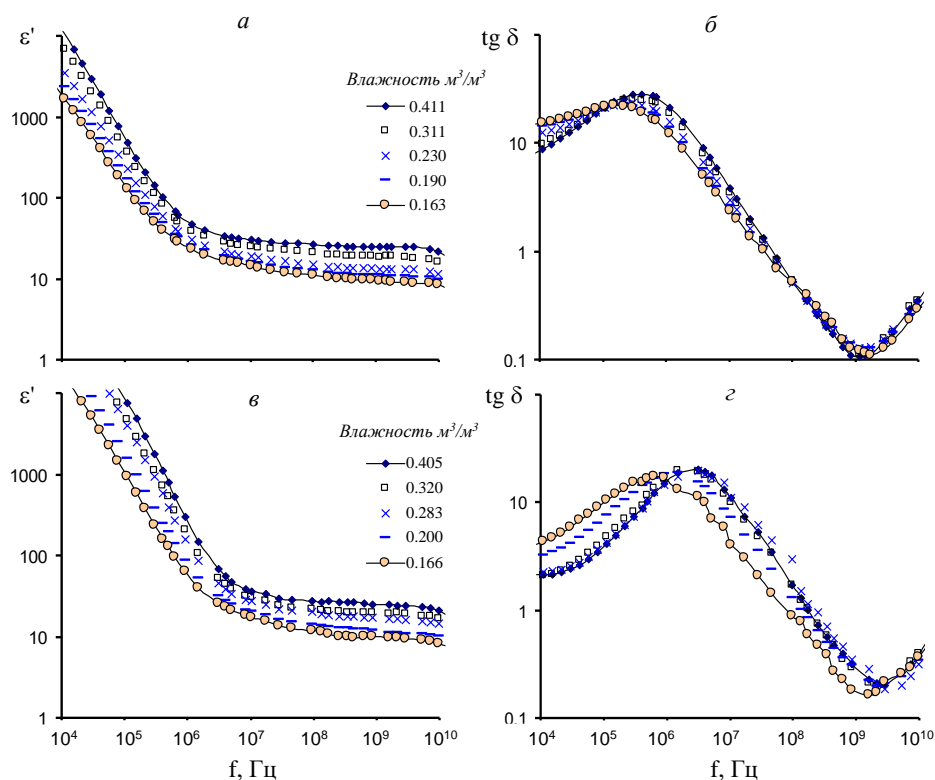 а
б
ε'
tg δ
1000
100
10
1
Влажность м³/м³
0.411
0.311
0.230
0.190
0.163
10
1
0.1
в
г
ε'
tg δ
1000
100
10
1
Влажность м³/м³
0.405
0.320
0.283
0.200
0.166
10
1
0.1
10⁴ 10⁵ 10⁶ 10⁷ 10⁸ 10⁹ 10¹⁰
f, Гц
10⁴ 10⁵ 10⁶ 10⁷ 10⁸ 10⁹ 10¹⁰
f, Гц